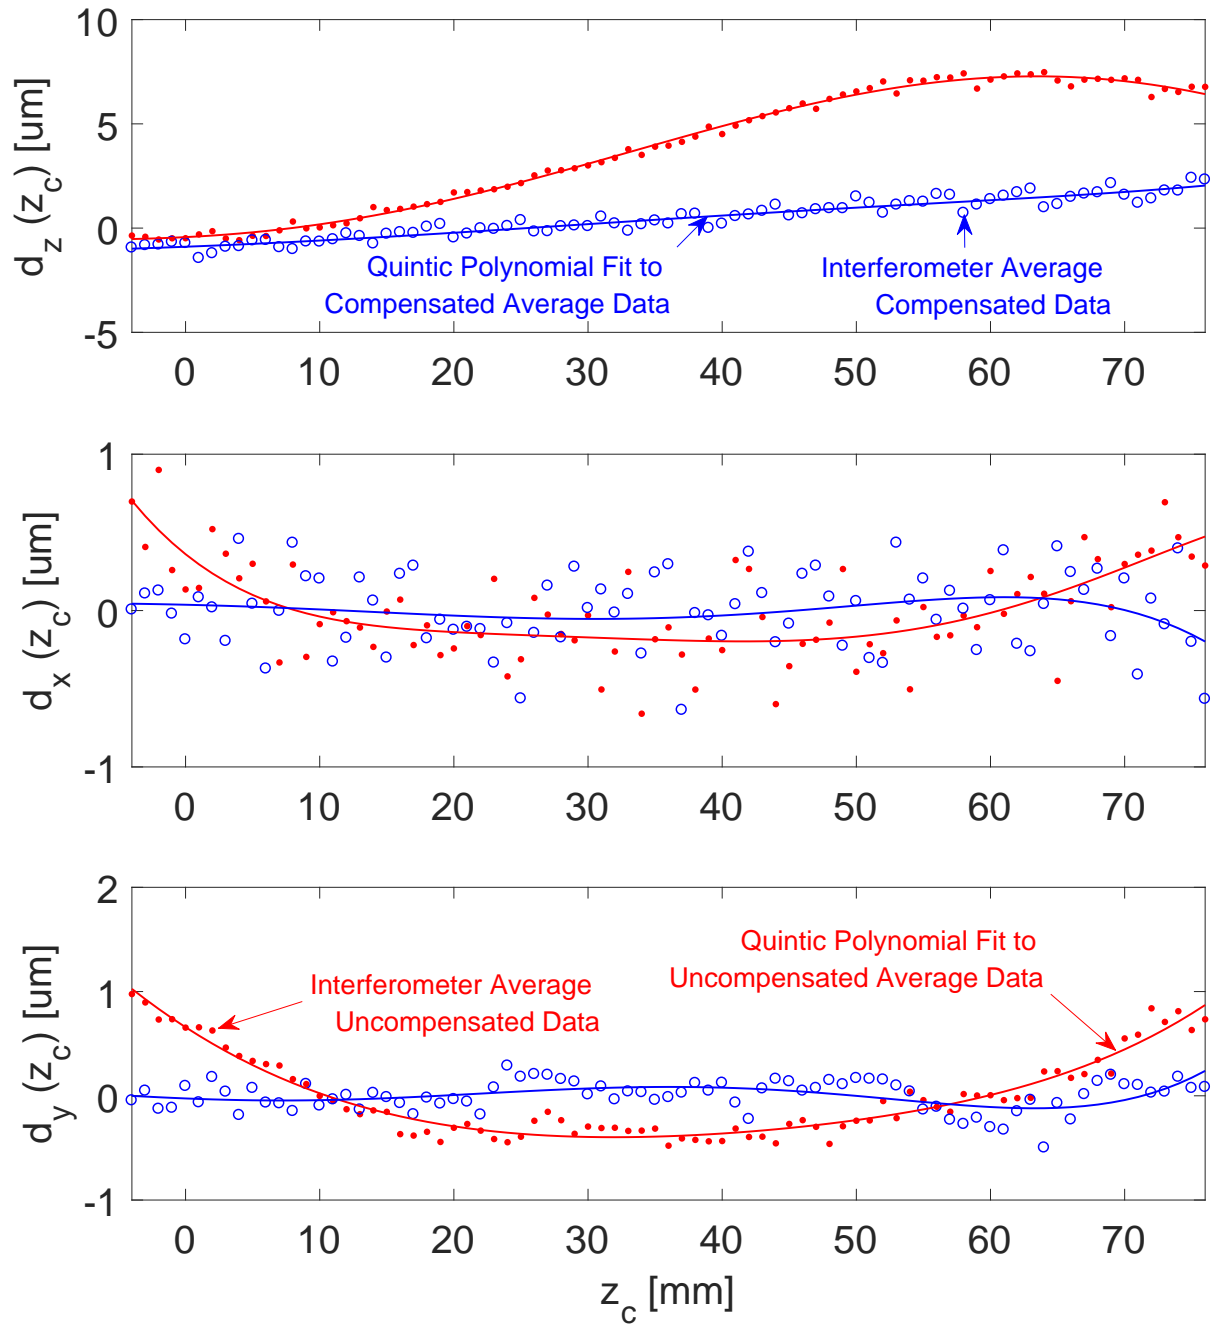 10
5
0
-5
d_z (z_c) [um]
Quintic Polynomial Fit to
Compensated Average Data
Interferometer Average
Compensated Data
0 10 20 30 40 50 60 70
1
0
-1
d_x (z_c) [um]
0 10 20 30 40 50 60 70
2
1
0
-1
d_y (z_c) [um]
Interferometer Average
Uncompensated Data
Quintic Polynomial Fit to
Uncompensated Average Data
0 10 20 30 40 50 60 70
z_c [mm]